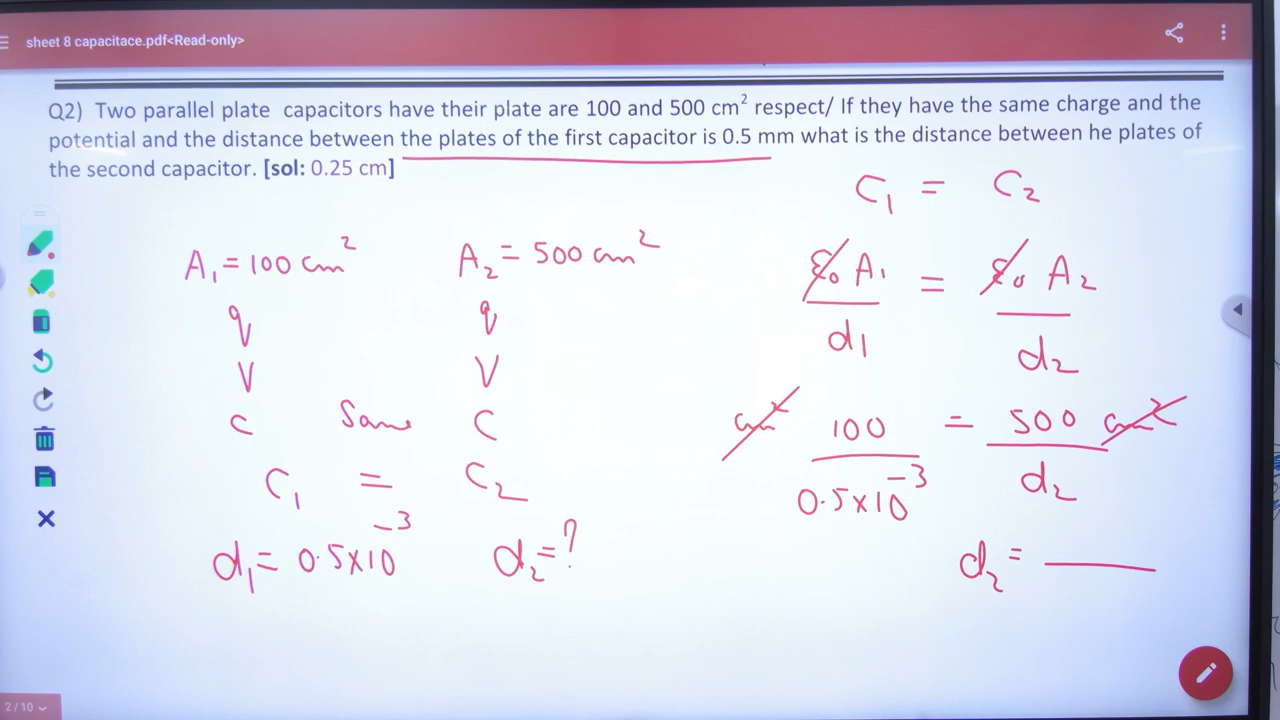 sheet 8 capacitace.pdf<Read-only>
Q2) Two parallel plate capacitors have their plate are 100 and 500 cm² respect/ If they have the same charge and the
potential and the distance between the plates of the first capacitor is 0.5 mm what is the distance between he plates of
the second capacitor. [sol: 0.25 cm]
A₁ = 100 cm²
q
V
C Same
C₁ = C₂
d₁ = 0.5×10⁻³
A₂ = 500 cm²
q
V
C
d₂ = ?
C₁ = C₂
ε₀ A₁ / d₁ = ε₀ A₂ / d₂
cm² 100 / 0.5×10⁻³ = 500 cm² / d₂
d₂ = ______
2/10